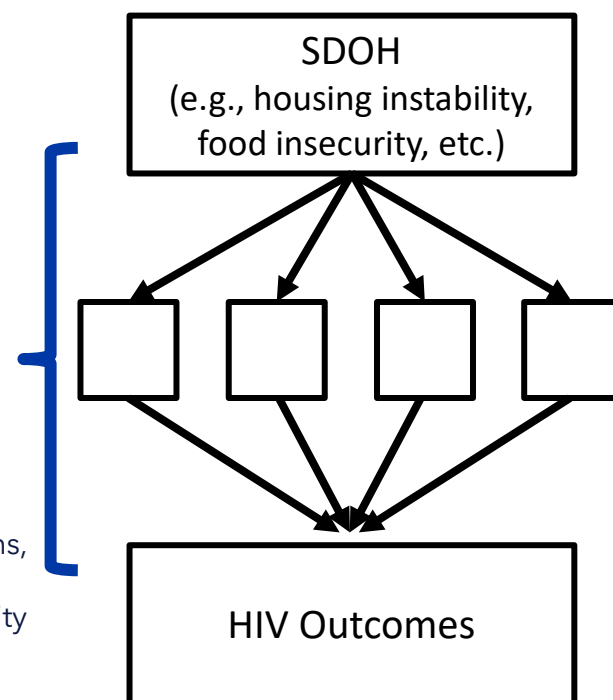 SDOH
(e.g., housing instability,
food insecurity, etc.)
HIV Outcomes